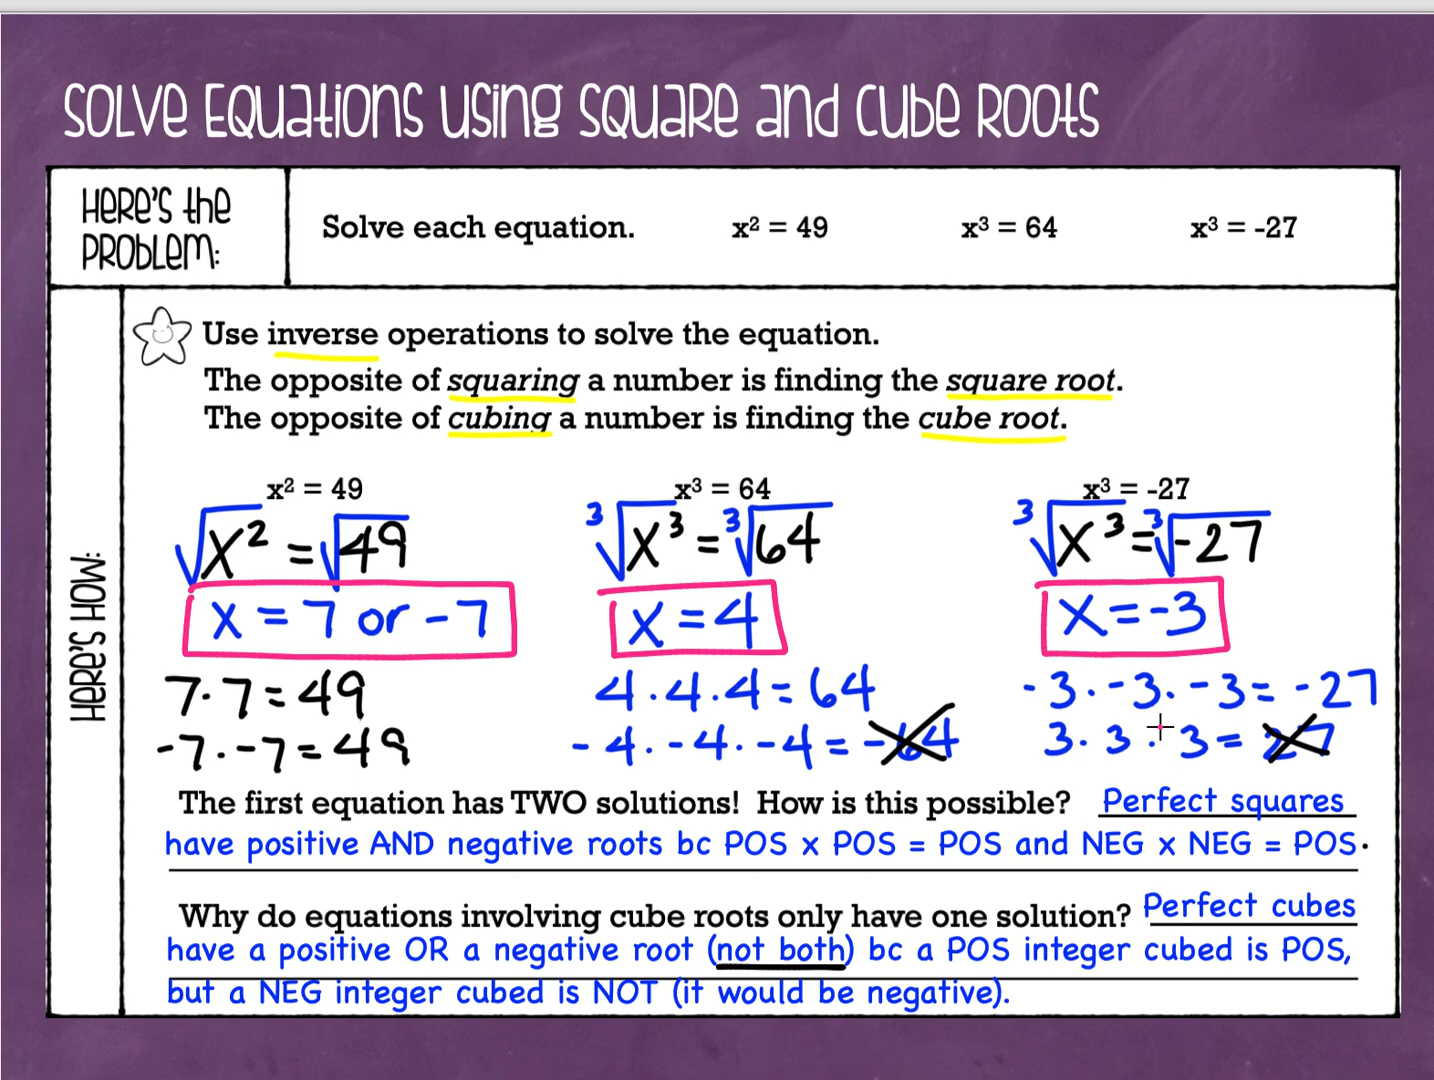 Solve Equations Using Square and Cube Roots
Here's the
Problem:
Solve each equation. x² = 49 x³ = 64 x³ = -27
Here's How:
Use inverse operations to solve the equation.
The opposite of squaring a number is finding the square root.
The opposite of cubing a number is finding the cube root.
x² = 49 x³ = 64 x³ = -27
√x² = √49 ³√x³ = ³√64 ³√x³ = ³√-27
x = 7 or -7 x = 4 x = -3
7·7 = 49 4·4·4 = 64 -3·-3·-3 = -27
-7·-7 = 49 -4·-4·-4 = -64 3·3·3 = 27
The first equation has TWO solutions! How is this possible? Perfect squares
have positive AND negative roots bc POS x POS = POS and NEG x NEG = POS.
Why do equations involving cube roots only have one solution? Perfect cubes
have a positive OR a negative root (not both) bc a POS integer cubed is POS,
but a NEG integer cubed is NOT (it would be negative).